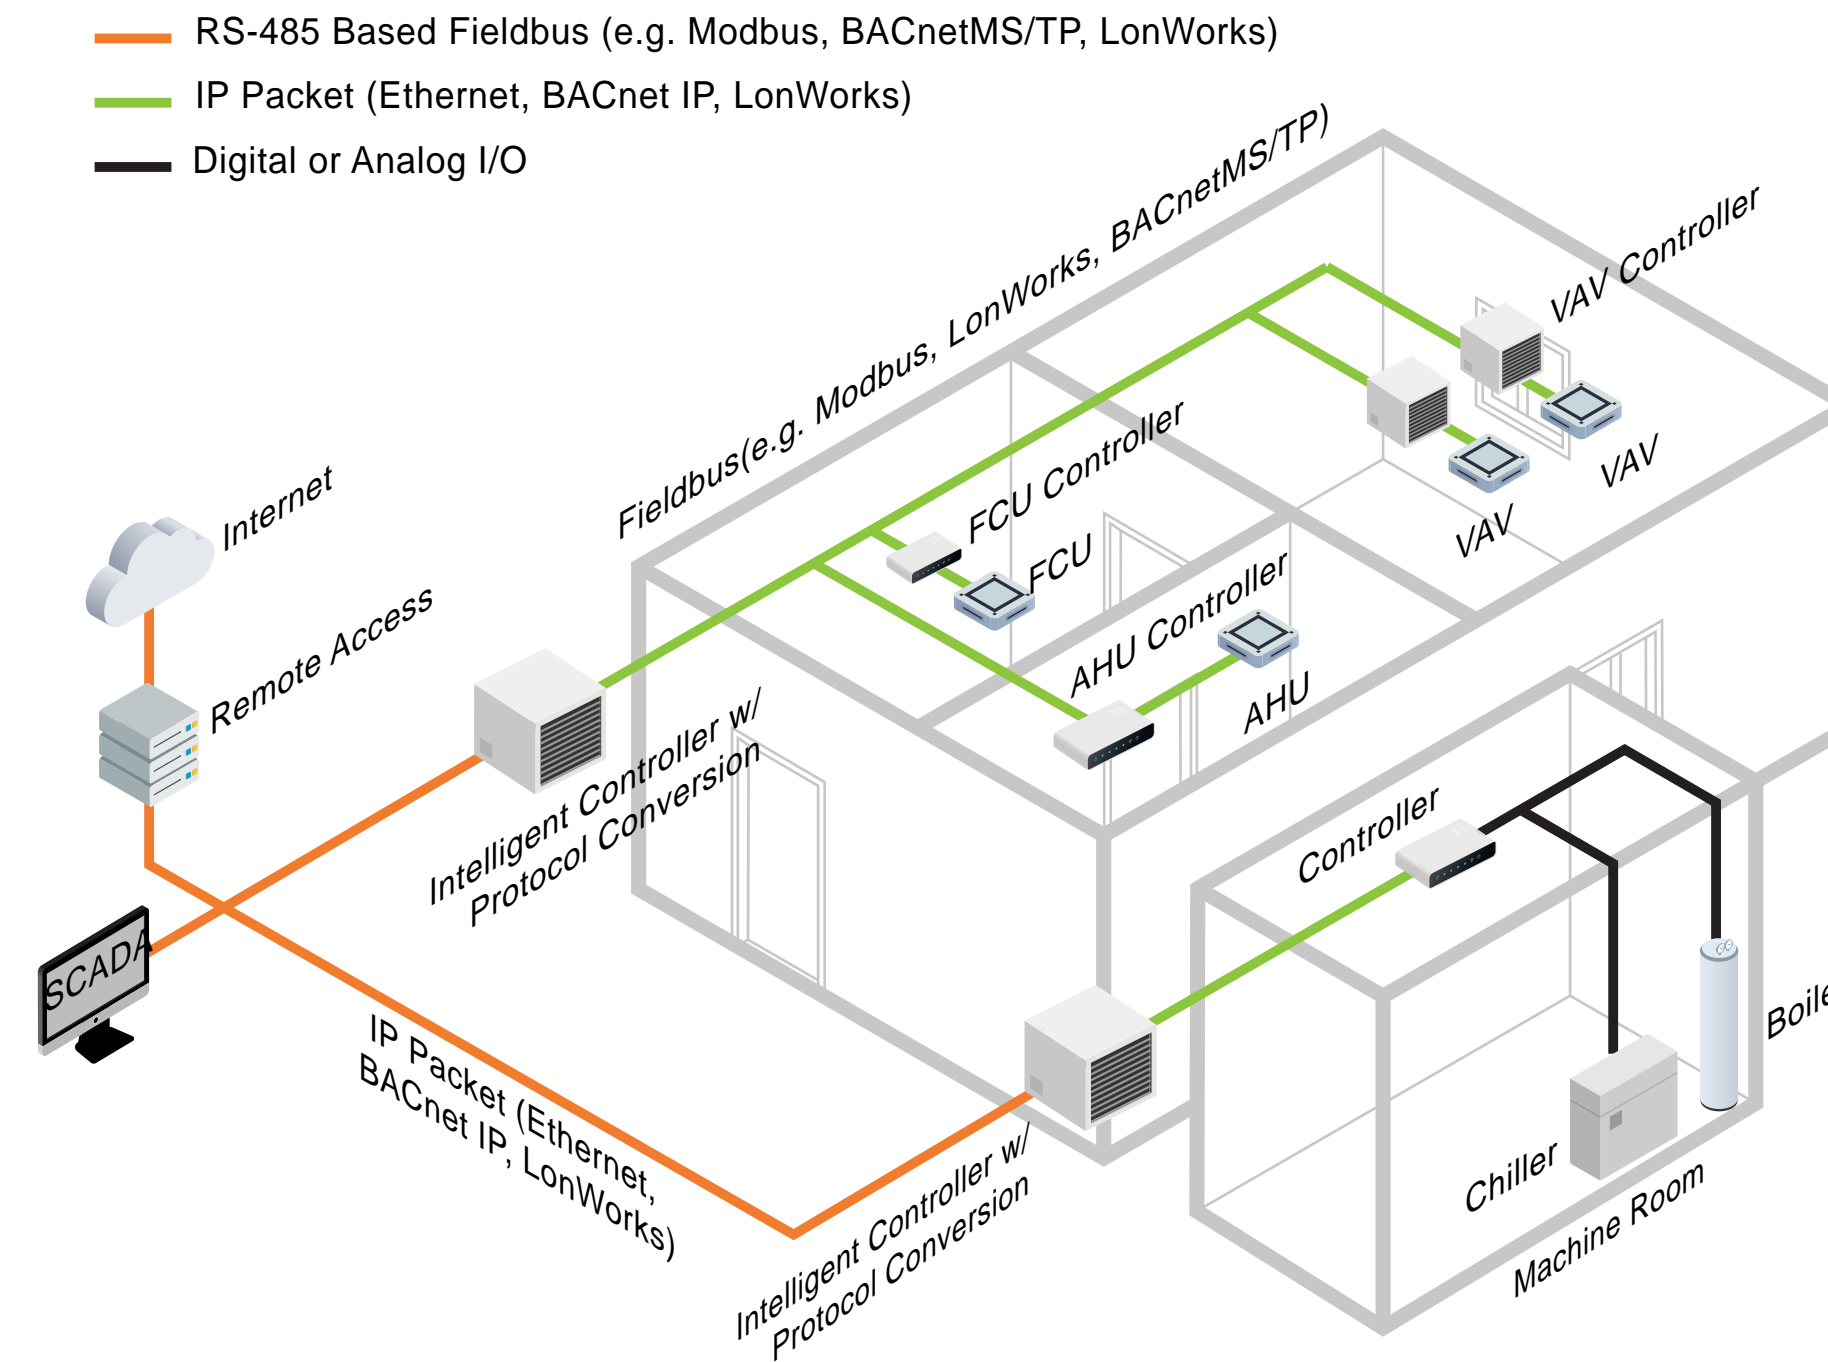 RS-485 Based Fieldbus (e.g. Modbus, BACnetMS/TP, LonWorks)
IP Packet (Ethernet, BACnet IP, LonWorks)
Digital or Analog I/O
Fieldbus(e.g. Modbus, LonWorks, BACnetMS/TP)
VAV Controller
VAV
VAV
FCU Controller
FCU
AHU Controller
AHU
Internet
Remote Access
Intelligent Controller w/
Protocol Conversion
SCADA
IP Packet (Ethernet,
BACnet IP, LonWorks)
Intelligent Controller w/
Protocol Conversion
Controller
Boile
Chiller
Machine Room